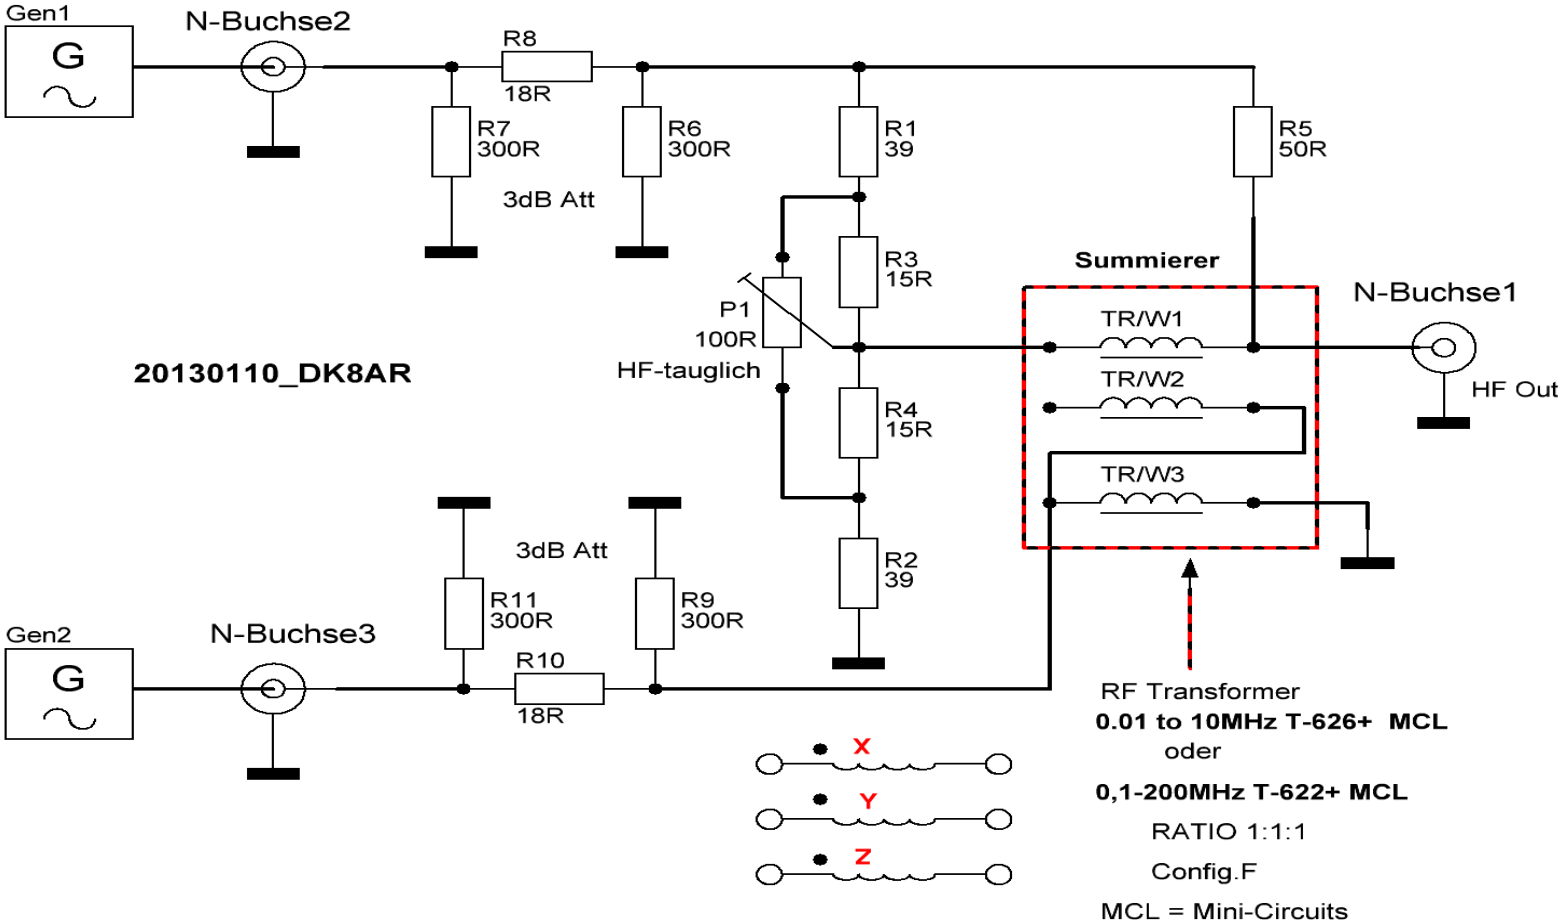 Gen1
G
N-Buchse2
R8
18R
R7
300R
R6
300R
3dB Att
R1
39
R5
50R
R3
15R
P1
100R
HF-tauglich
R4
15R
R2
39
Summierer
TR/W1
TR/W2
TR/W3
N-Buchse1
HF Out
20130110_DK8AR
3dB Att
R11
300R
R9
300R
Gen2
G
N-Buchse3
R10
18R
X
Y
Z
RF Transformer
0.01 to 10MHz T-626+ MCL
oder
0,1-200MHz T-622+ MCL
RATIO 1:1:1
Config.F
MCL = Mini-Circuits